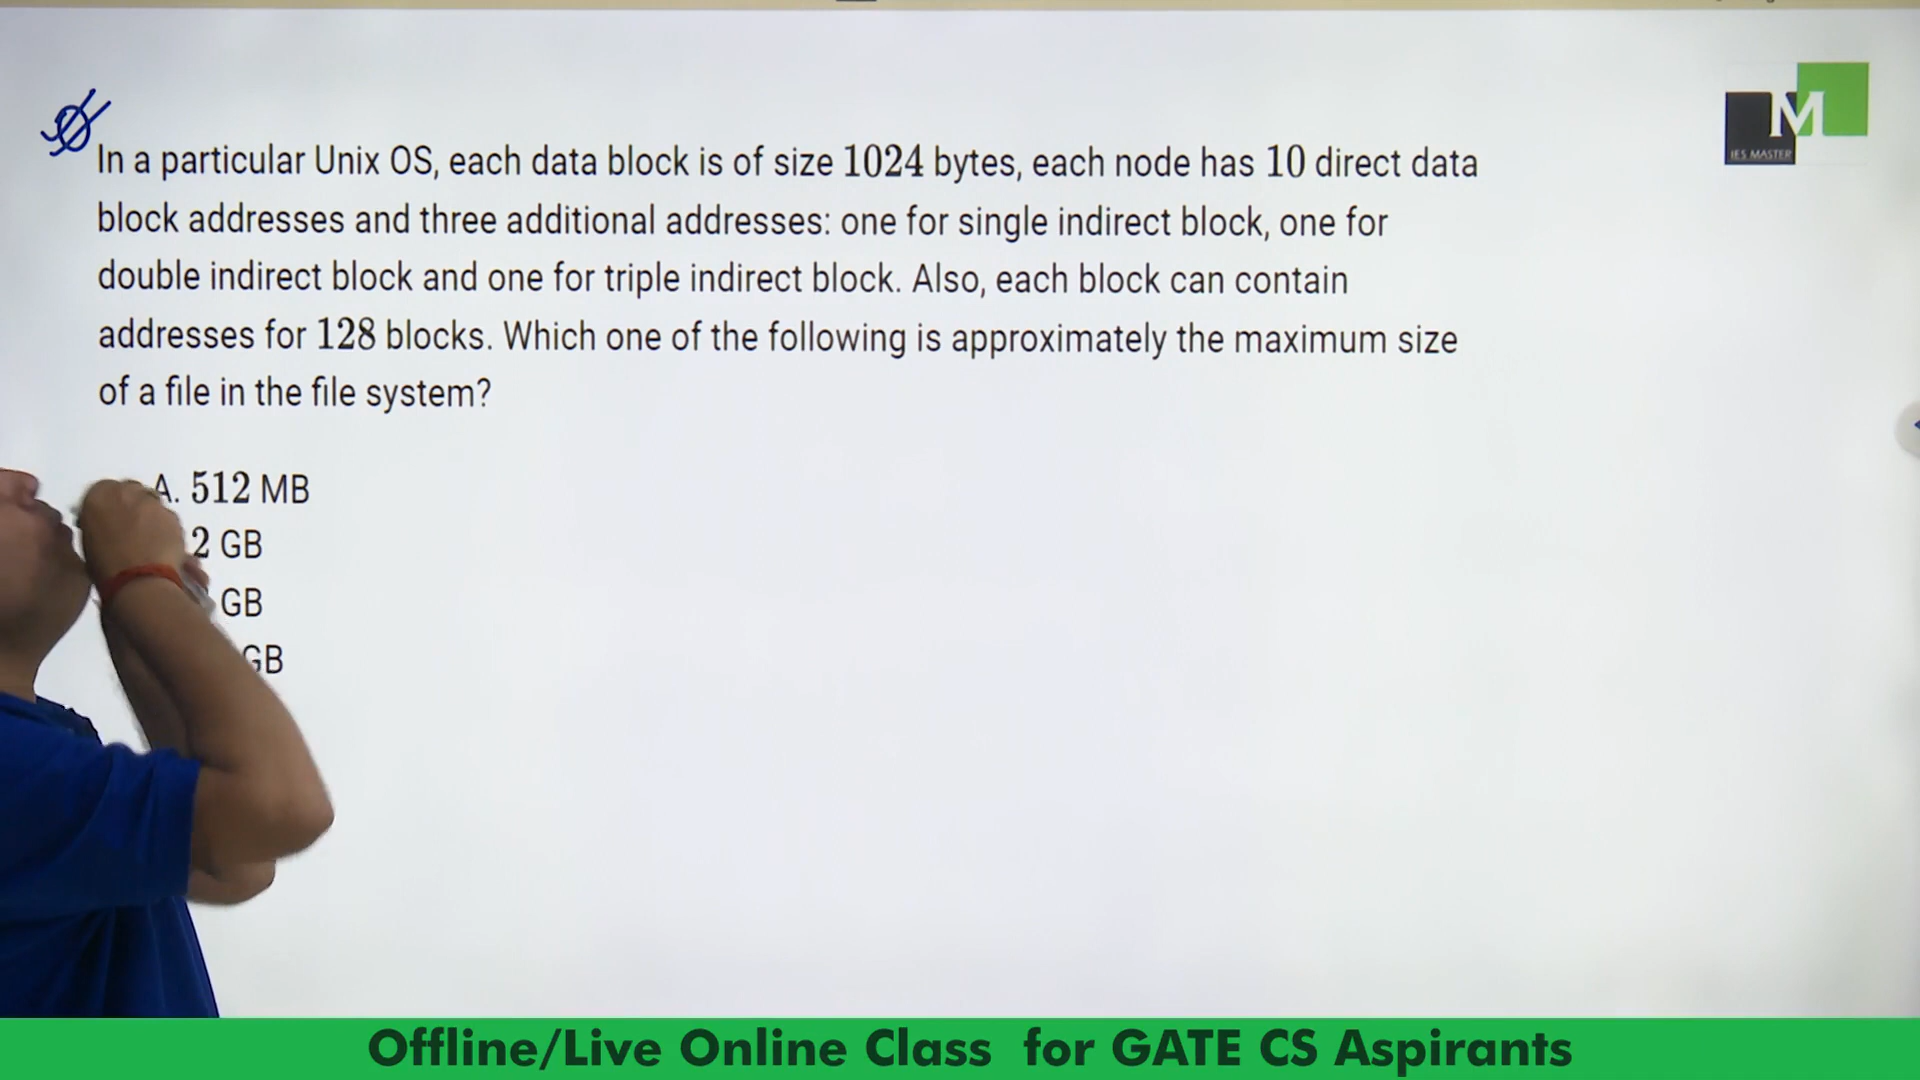 IES MASTER
In a particular Unix OS, each data block is of size 1024 bytes, each node has 10 direct data
block addresses and three additional addresses: one for single indirect block, one for
double indirect block and one for triple indirect block. Also, each block can contain
addresses for 128 blocks. Which one of the following is approximately the maximum size
of a file in the file system?
A. 512 MB
2 GB
GB
GB
Offline/Live Online Class for GATE CS Aspirants